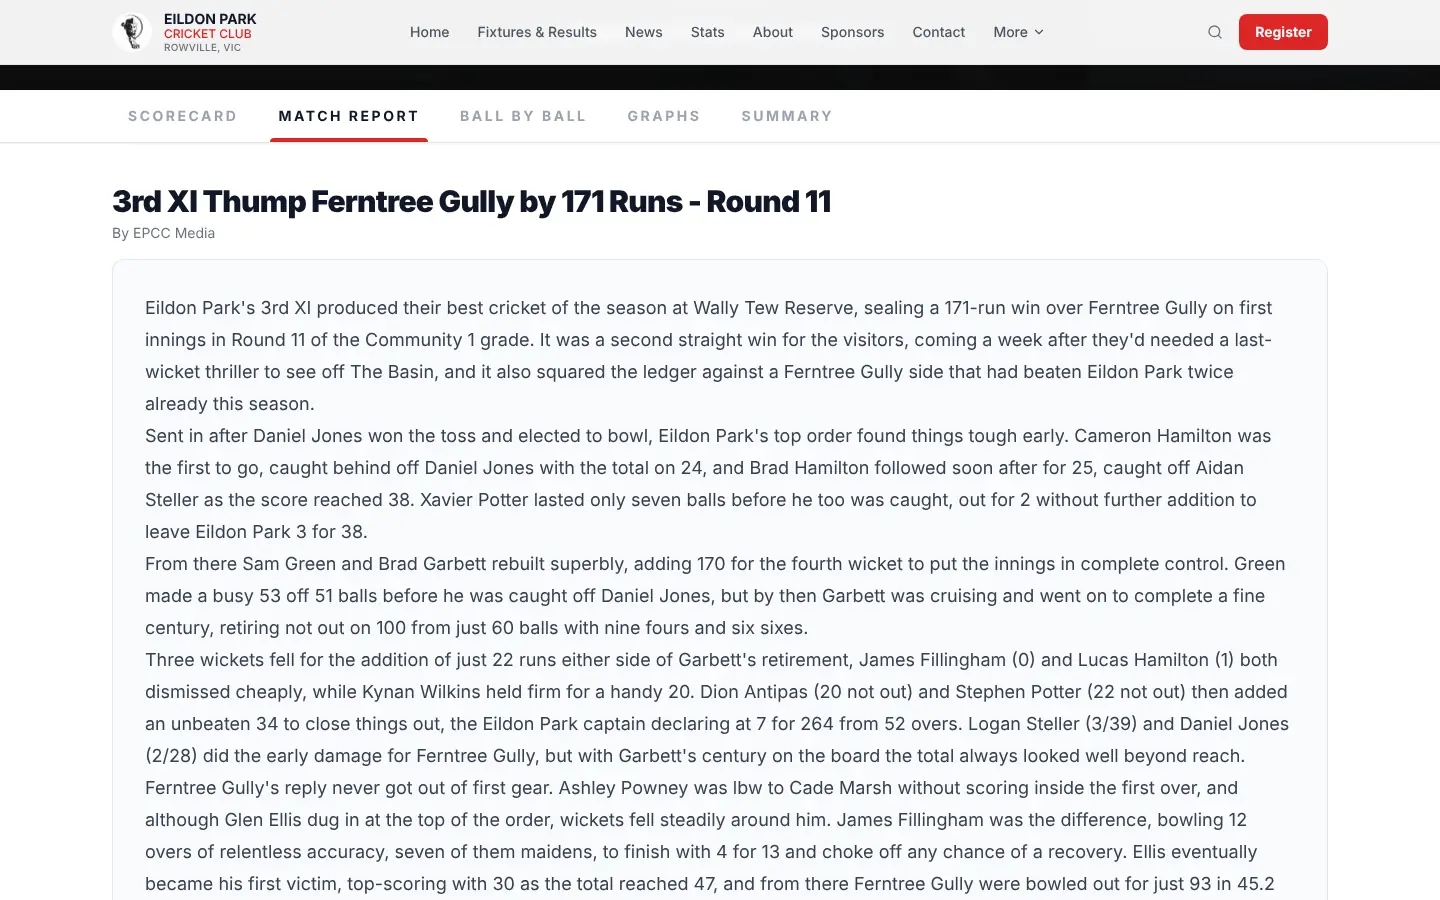 EILDON PARK
CRICKET CLUB
ROWVILLE, VIC
Home Fixtures & Results News Stats About Sponsors Contact More
Register
SCORECARD MATCH REPORT BALL BY BALL GRAPHS SUMMARY
3rd XI Thump Ferntree Gully by 171 Runs - Round 11
By EPCC Media
Eildon Park's 3rd XI produced their best cricket of the season at Wally Tew Reserve, sealing a 171-run win over Ferntree Gully on first
innings in Round 11 of the Community 1 grade. It was a second straight win for the visitors, coming a week after they'd needed a last-
wicket thriller to see off The Basin, and it also squared the ledger against a Ferntree Gully side that had beaten Eildon Park twice
already this season.
Sent in after Daniel Jones won the toss and elected to bowl, Eildon Park's top order found things tough early. Cameron Hamilton was
the first to go, caught behind off Daniel Jones with the total on 24, and Brad Hamilton followed soon after for 25, caught off Aidan
Steller as the score reached 38. Xavier Potter lasted only seven balls before he too was caught, out for 2 without further addition to
leave Eildon Park 3 for 38.
From there Sam Green and Brad Garbett rebuilt superbly, adding 170 for the fourth wicket to put the innings in complete control. Green
made a busy 53 off 51 balls before he was caught off Daniel Jones, but by then Garbett was cruising and went on to complete a fine
century, retiring not out on 100 from just 60 balls with nine fours and six sixes.
Three wickets fell for the addition of just 22 runs either side of Garbett's retirement, James Fillingham (0) and Lucas Hamilton (1) both
dismissed cheaply, while Kynan Wilkins held firm for a handy 20. Dion Antipas (20 not out) and Stephen Potter (22 not out) then added
an unbeaten 34 to close things out, the Eildon Park captain declaring at 7 for 264 from 52 overs. Logan Steller (3/39) and Daniel Jones
(2/28) did the early damage for Ferntree Gully, but with Garbett's century on the board the total always looked well beyond reach.
Ferntree Gully's reply never got out of first gear. Ashley Powney was lbw to Cade Marsh without scoring inside the first over, and
although Glen Ellis dug in at the top of the order, wickets fell steadily around him. James Fillingham was the difference, bowling 12
overs of relentless accuracy, seven of them maidens, to finish with 4 for 13 and choke off any chance of a recovery. Ellis eventually
became his first victim, top-scoring with 30 as the total reached 47, and from there Ferntree Gully were bowled out for just 93 in 45.2